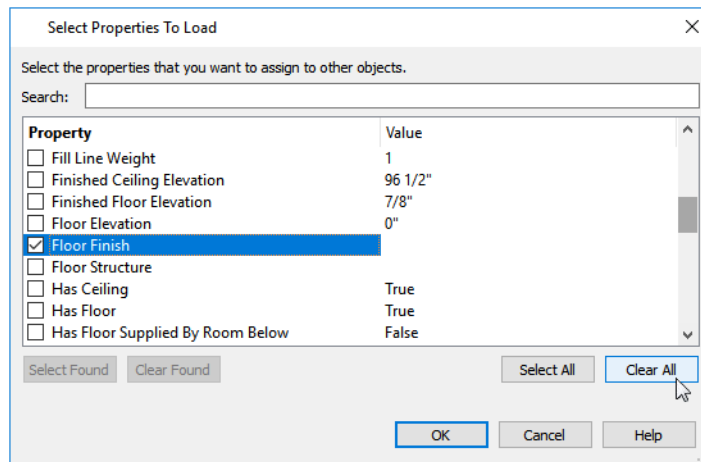 Select Properties To Load
Select the properties that you want to assign to other objects.
Search:
Property Value
Fill Line Weight 1
Finished Ceiling Elevation 96 1/2"
Finished Floor Elevation 7/8"
Floor Elevation 0"
Floor Finish
Floor Structure
Has Ceiling True
Has Floor True
Has Floor Supplied By Room Below False
Select Found Clear Found Select All Clear All
OK Cancel Help